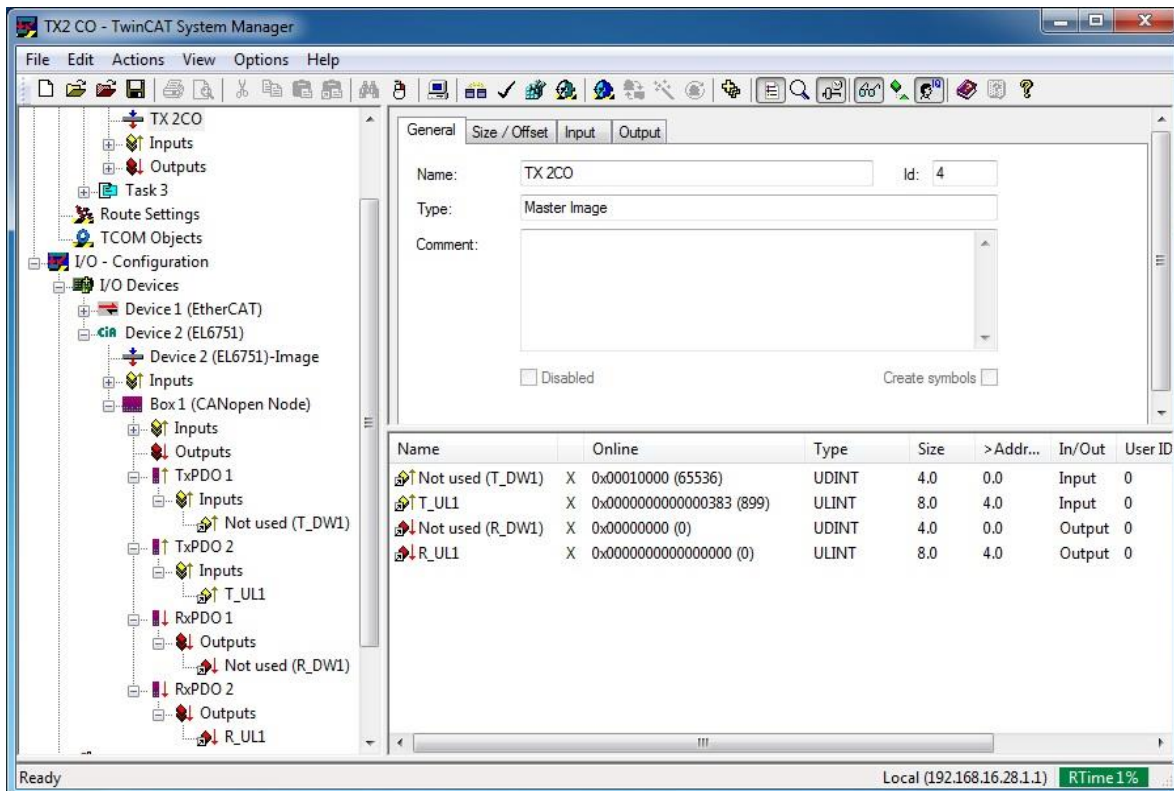 TX2 CO - TwinCAT System Manager
File Edit Actions View Options Help
TX 2CO
Inputs
Outputs
Task 3
Route Settings
TCOM Objects
I/O - Configuration
I/O Devices
Device 1 (EtherCAT)
CiA Device 2 (EL6751)
Device 2 (EL6751)-Image
Inputs
Box 1 (CANopen Node)
Inputs
Outputs
TxPDO 1
Inputs
Not used (T_DW1)
TxPDO 2
Inputs
T_UL1
RxPDO 1
Outputs
Not used (R_DW1)
RxPDO 2
Outputs
R_UL1
General Size / Offset Input Output
Name: TX 2CO Id: 4
Type: Master Image
Comment:
Disabled Create symbols
Name Online Type Size >Addr... In/Out User ID
Not used (T_DW1) X 0x00010000 (65536) UDINT 4.0 0.0 Input 0
T_UL1 X 0x0000000000000383 (899) ULINT 8.0 4.0 Input 0
Not used (R_DW1) X 0x00000000 (0) UDINT 4.0 0.0 Output 0
R_UL1 X 0x0000000000000000 (0) ULINT 8.0 4.0 Output 0
Ready Local (192.168.16.28.1.1) RTime 1%